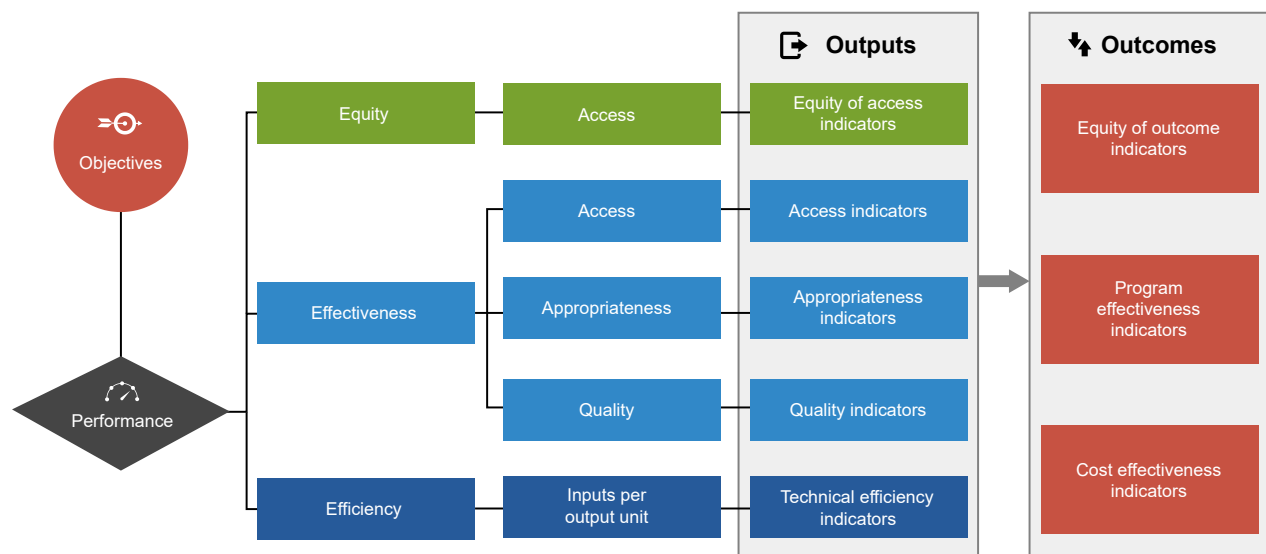 Outputs
Outcomes
Objectives
Performance
Equity
Access
Equity of access
indicators
Effectiveness
Access
Access indicators
Appropriateness
Appropriateness
indicators
Quality
Quality indicators
Efficiency
Inputs per
output unit
Technical efficiency
indicators
Equity of outcome
indicators
Program
effectiveness
indicators
Cost effectiveness
indicators